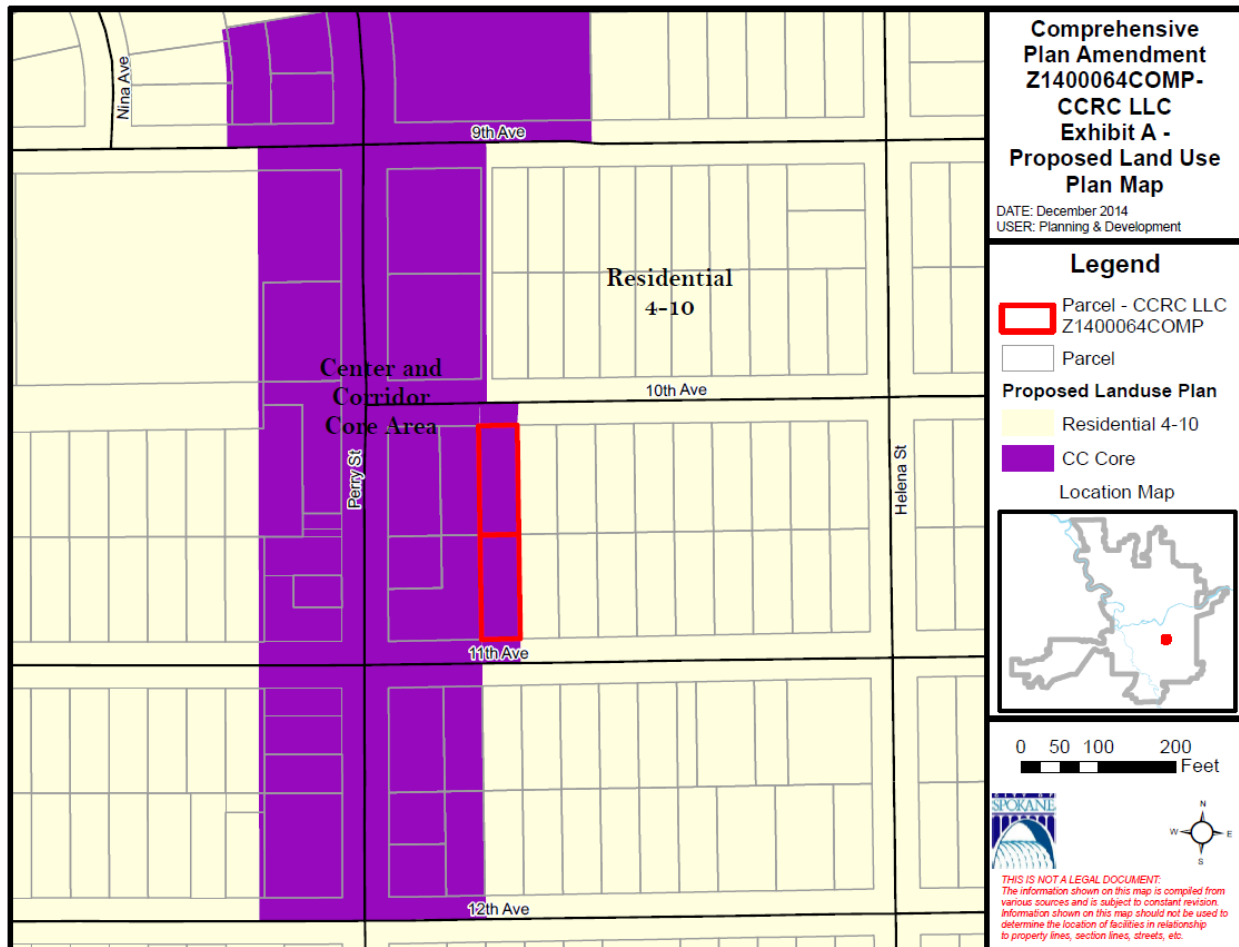 Nina Ave
9th Ave
Residential
4-10
Center and
Corridor
Core Area
10th Ave
Perry St
Helena St
11th Ave
12th Ave
Comprehensive
Plan Amendment
Z1400064COMP-
CCRC LLC
Exhibit A -
Proposed Land Use
Plan Map
DATE: December 2014
USER: Planning & Development
Legend
Parcel - CCRC LLC
Z1400064COMP
Parcel
Proposed Landuse Plan
Residential 4-10
CC Core
Location Map
0 50 100 200
Feet
CITY OF
SPOKANE
N
W E
S
THIS IS NOT A LEGAL DOCUMENT:
The information shown on this map is compiled from
various sources and is subject to constant revision.
Information shown on this map should not be used to
determine the location of facilities in relationship
to property lines, section lines, streets, etc.